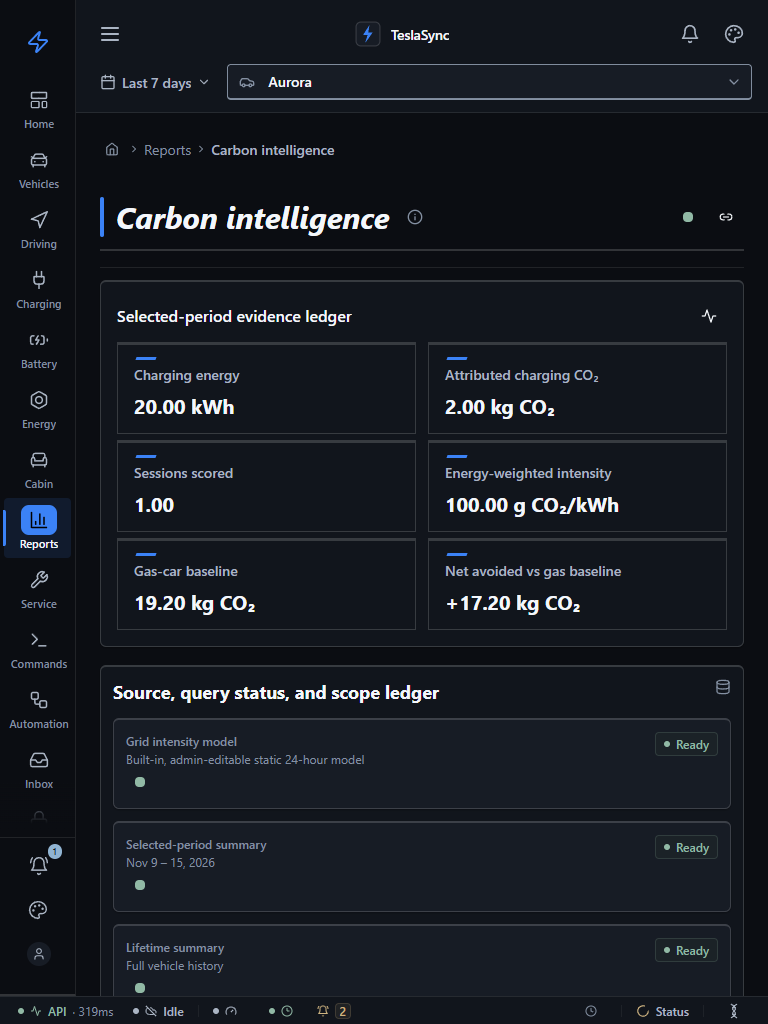 TeslaSync
Last 7 days
Aurora
Home
Vehicles
Driving
Charging
Battery
Energy
Cabin
Reports
Service
Commands
Automation
Inbox
1
Reports
Carbon intelligence
Carbon intelligence
Selected-period evidence ledger
Charging energy
20.00 kWh
Attributed charging CO₂
2.00 kg CO₂
Sessions scored
1.00
Energy-weighted intensity
100.00 g CO₂/kWh
Gas-car baseline
19.20 kg CO₂
Net avoided vs gas baseline
+17.20 kg CO₂
Source, query status, and scope ledger
Grid intensity model
Built-in, admin-editable static 24-hour model
Ready
Selected-period summary
Nov 9 – 15, 2026
Ready
Lifetime summary
Full vehicle history
Ready
API · 319ms
Idle
2
Status